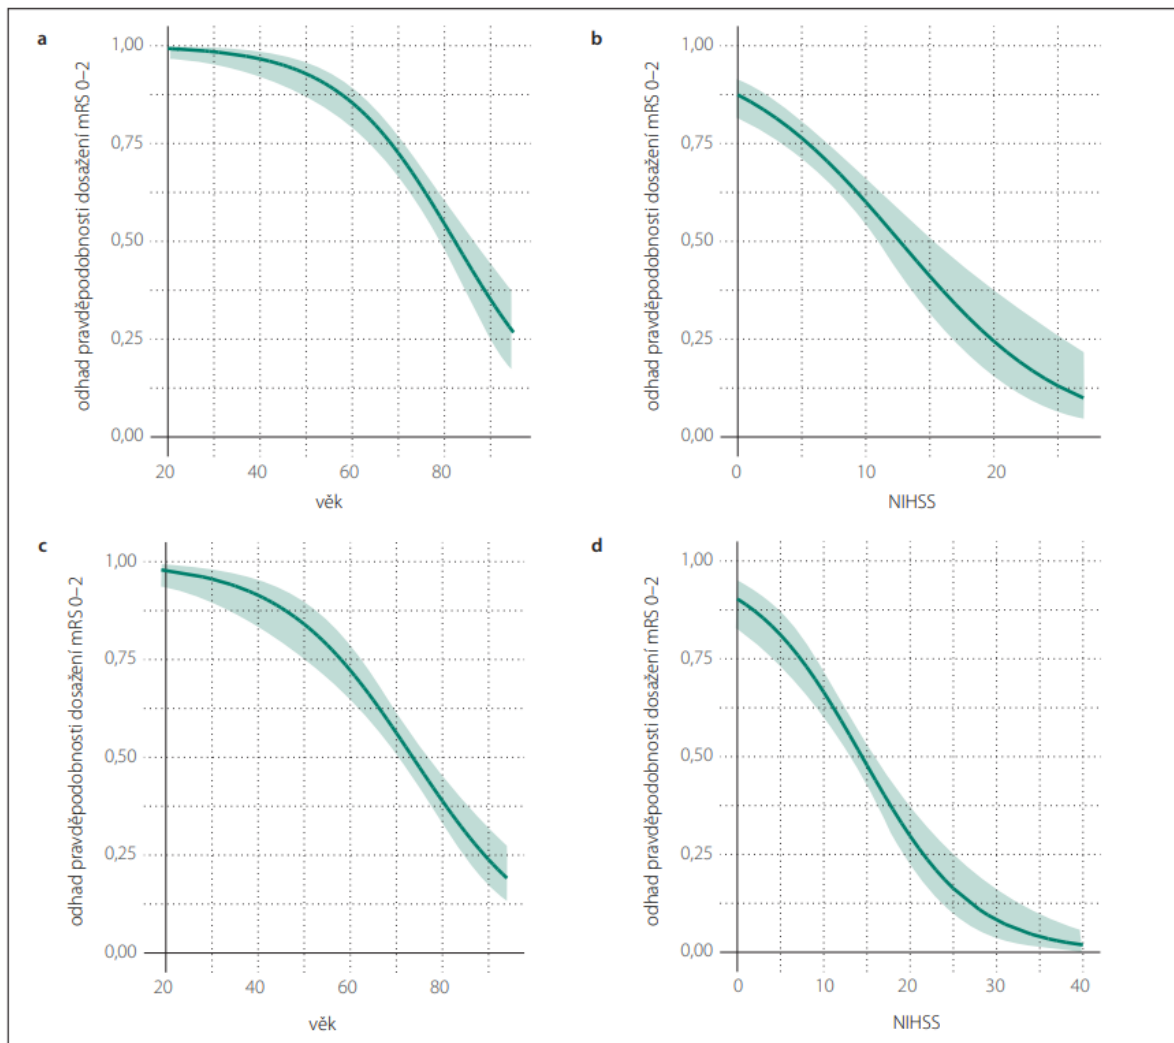 a
odhad pravděpodobnosti dosažení mRS 0–2
1,00
0,75
0,50
0,25
0,00
20 40 60 80
věk
b
odhad pravděpodobnosti dosažení mRS 0–2
1,00
0,75
0,50
0,25
0,00
0 10 20
NIHSS
c
odhad pravděpodobnosti dosažení mRS 0–2
1,00
0,75
0,50
0,25
0,00
20 40 60 80
věk
d
odhad pravděpodobnosti dosažení mRS 0–2
1,00
0,75
0,50
0,25
0,00
0 10 20 30 40
NIHSS